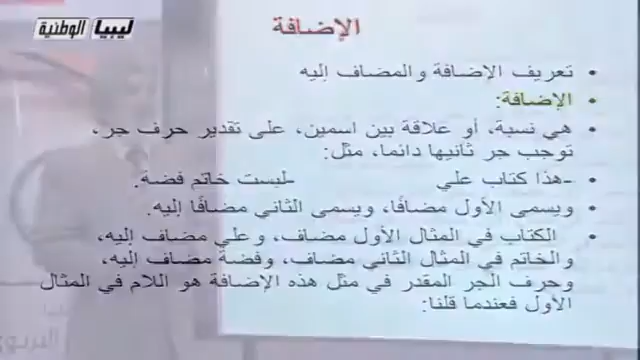 ليبيا الوطنية
الإضافة
• تعريف الإضافة والمضاف إليه
• الإضافة:
• هي نسبة، أو علاقة بين اسمين، على تقدير حرف جر،
توجب جر ثانيها دائما، مثل:
• -هذا كتاب علي -لبست خاتم فضة.
• ويسمى الأول مضافًا، ويسمى الثاني مضافًا إليه.
• الكتاب في المثال الأول مضاف، وعلي مضاف إليه،
والخاتم في المثال الثاني مضاف، وفضة مضاف إليه،
وحرف الجر المقدر في مثل هذه الإضافة هو اللام في المثال
الأول فعندما قلنا: